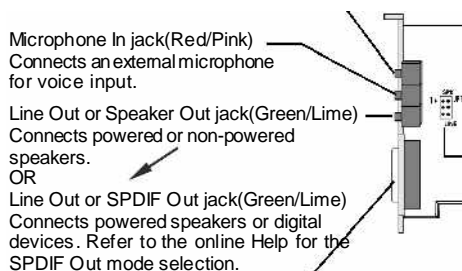 Microphone In jack(Red/Pink)
Connects an external microphone
for voice input.
Line Out or Speaker Out jack(Green/Lime)
Connects powered or non-powered
speakers.
OR
Line Out or SPDIF Out jack(Green/Lime)
Connects powered speakers or digital
devices. Refer to the online Help for the
SPDIF Out mode selection.